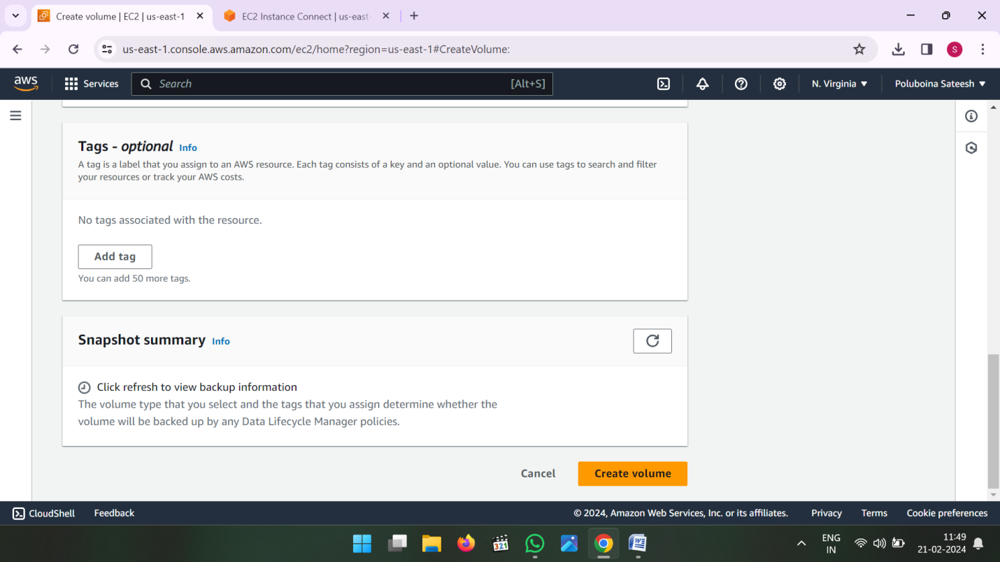 Create volume | EC2 | us-east-1
EC2 Instance Connect | us-east-
us-east-1.console.aws.amazon.com/ec2/home?region=us-east-1#CreateVolume:
S
aws
Services
Search
[Alt+S]
N. Virginia
Poluboina Sateesh
Tags - optional Info
A tag is a label that you assign to an AWS resource. Each tag consists of a key and an optional value. You can use tags to search and filter
your resources or track your AWS costs.
No tags associated with the resource.
Add tag
You can add 50 more tags.
Snapshot summary Info
Click refresh to view backup information
The volume type that you select and the tags that you assign determine whether the
volume will be backed up by any Data Lifecycle Manager policies.
Cancel
Create volume
CloudShell
Feedback
© 2024, Amazon Web Services, Inc. or its affiliates.
Privacy
Terms
Cookie preferences
321
W
ENG
IN
11:49
21-02-2024